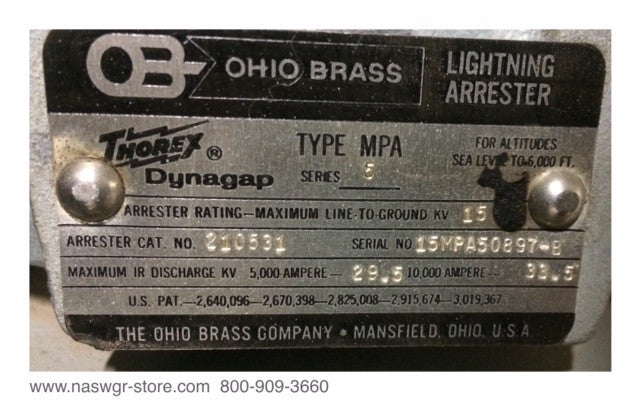 OB OHIO BRASS LIGHTNING ARRESTER
THOREX ® Dynagap
TYPE MPA
SERIES 5
FOR ALTITUDES
SEA LEVEL TO 6,000 FT.
ARRESTER RATING—MAXIMUM LINE-TO-GROUND KV 15
ARRESTER CAT. NO. 210531 SERIAL NO 15MPA50897-B
MAXIMUM IR DISCHARGE KV 5,000 AMPERE— 29.5 10,000 AMPERE— 33.5
U.S. PAT.—2,640,096—2,670,398—2,825,008—2,915,674—3,019,367
THE OHIO BRASS COMPANY • MANSFIELD, OHIO, U.S.A.
www.naswgr-store.com 800-909-3660